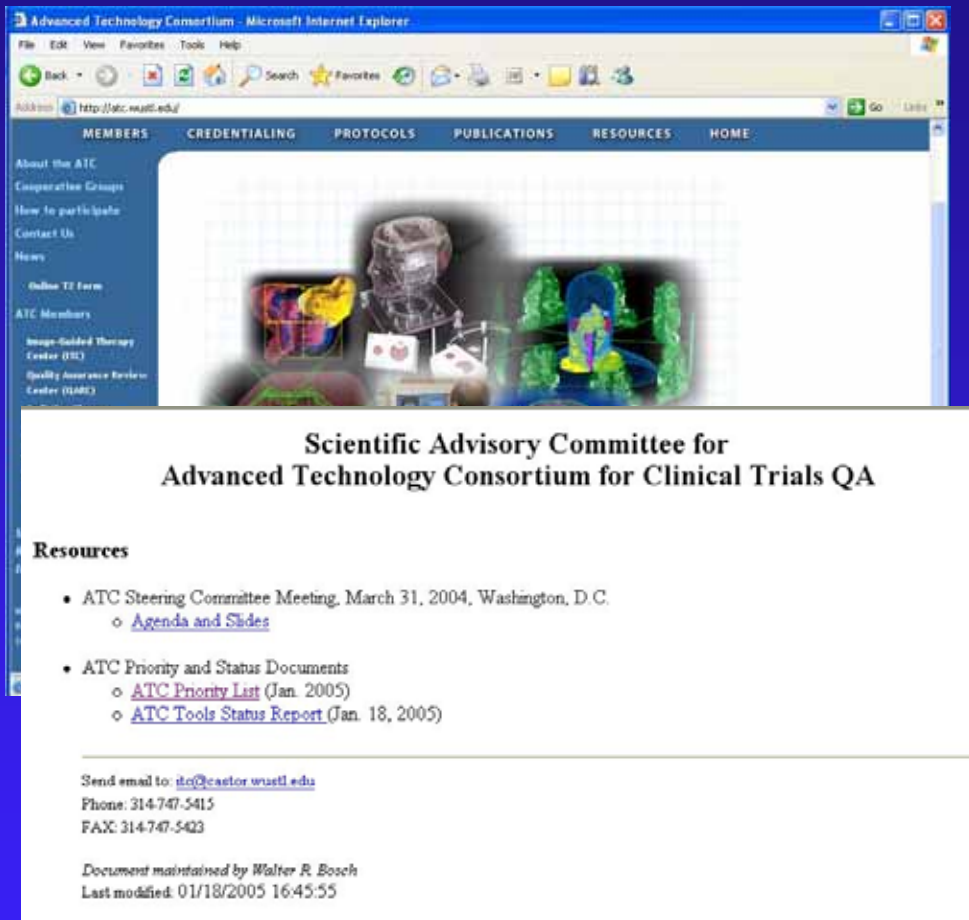 Advanced Technology Consortium - Microsoft Internet Explorer
File Edit View Favorites Tools Help
Back Search Favorites
Address http://atc.wustl.edu/ Go Links »
MEMBERS CREDENTIALING PROTOCOLS PUBLICATIONS RESOURCES HOME
About the ATC
Cooperative Groups
How to participate
Contact Us
News
Online T2 Form
ATC Members
Image-Guided Therapy
Center (ITC)
Quality Assurance Review
Center (QARC)
Scientific Advisory Committee for
Advanced Technology Consortium for Clinical Trials QA
Resources
• ATC Steering Committee Meeting, March 31, 2004, Washington, D.C.
o Agenda and Slides
• ATC Priority and Status Documents
o ATC Priority List (Jan. 2005)
o ATC Tools Status Report (Jan. 18, 2005)
Send email to: itc@castor.wustl.edu
Phone: 314-747-5415
FAX: 314-747-5423
Document maintained by Walter R. Bosch
Last modified: 01/18/2005 16:45:55